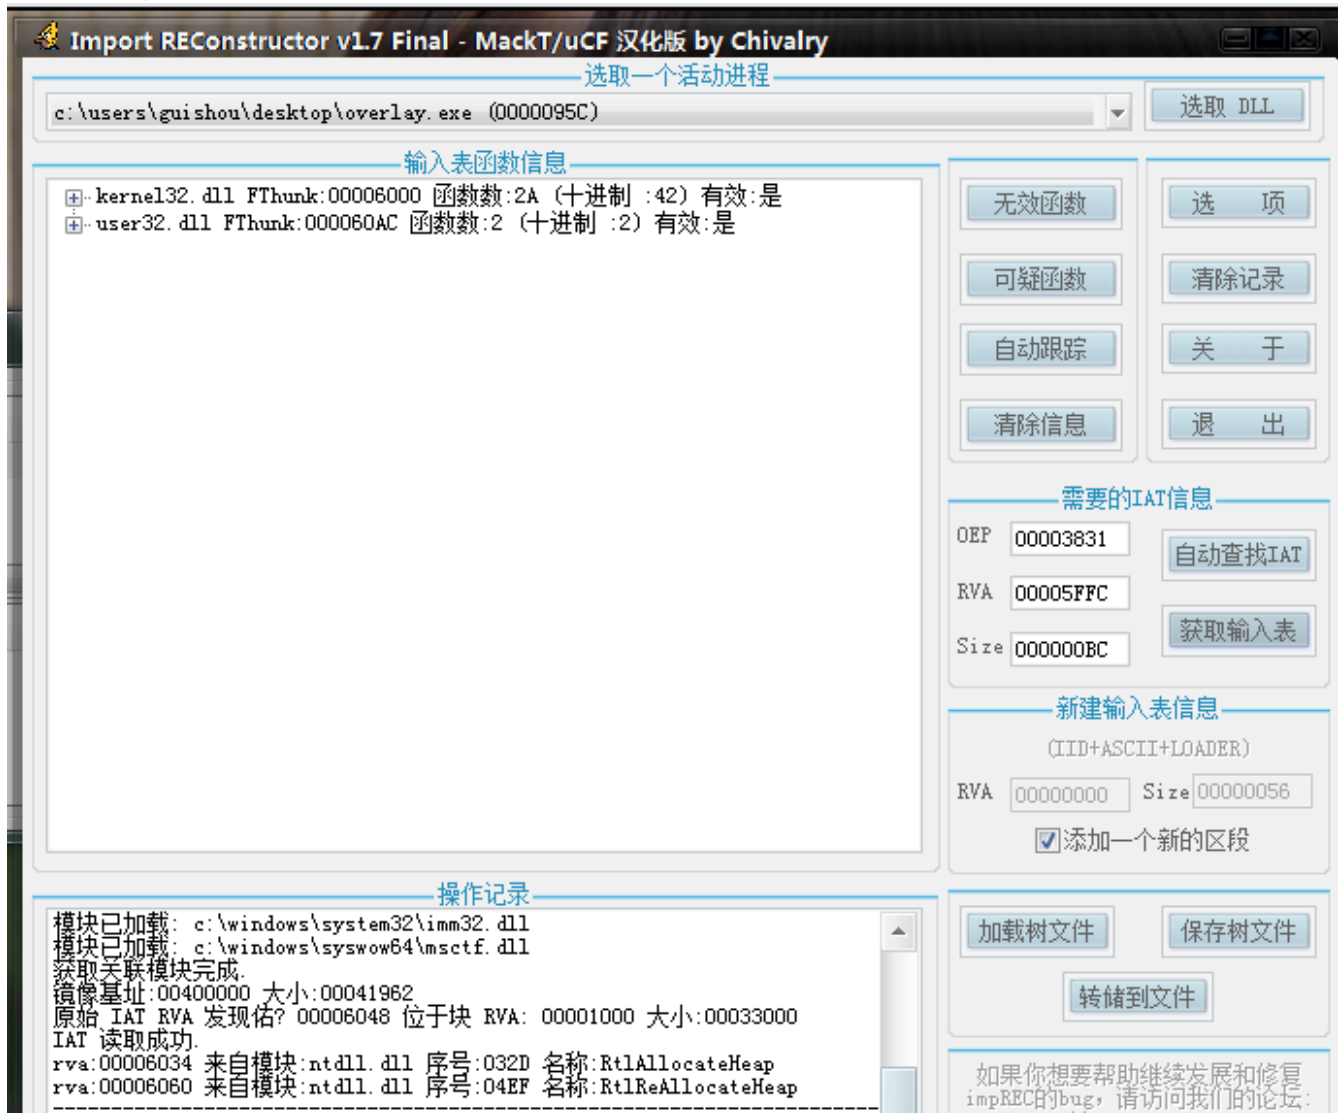 Import REConstructor v1.7 Final - MackT/uCF 汉化版 by Chivalry
选取一个活动进程
c:\users\guishou\desktop\overlay.exe (0000095C)
选取 DLL
输入表函数信息
kernel32.dll FThunk:00006000 函数数:2A (十进制 :42) 有效:是
user32.dll FThunk:000060AC 函数数:2 (十进制 :2) 有效:是
无效函数
选 项
可疑函数
清除记录
自动跟踪
关 于
清除信息
退 出
需要的IAT信息
OEP 00003831
自动查找IAT
RVA 00005FFC
获取输入表
Size 000000BC
新建输入表信息
(IID+ASCII+LOADER)
RVA 00000000 Size 00000056
添加一个新的区段
操作记录
模块已加载: c:\windows\system32\imm32.dll
模块已加载: c:\windows\syswow64\msctf.dll
获取关联模块完成.
镜像基址:00400000 大小:00041962
原始 IAT RVA 发现佑? 00006048 位于块 RVA: 00001000 大小:00033000
IAT 读取成功.
rva:00006034 来自模块:ntdll.dll 序号:032D 名称:RtlAllocateHeap
rva:00006060 来自模块:ntdll.dll 序号:04EF 名称:RtlReAllocateHeap
加载树文件
保存树文件
转储到文件
如果你想要帮助继续发展和修复
impREC的bug，请访问我们的论坛: